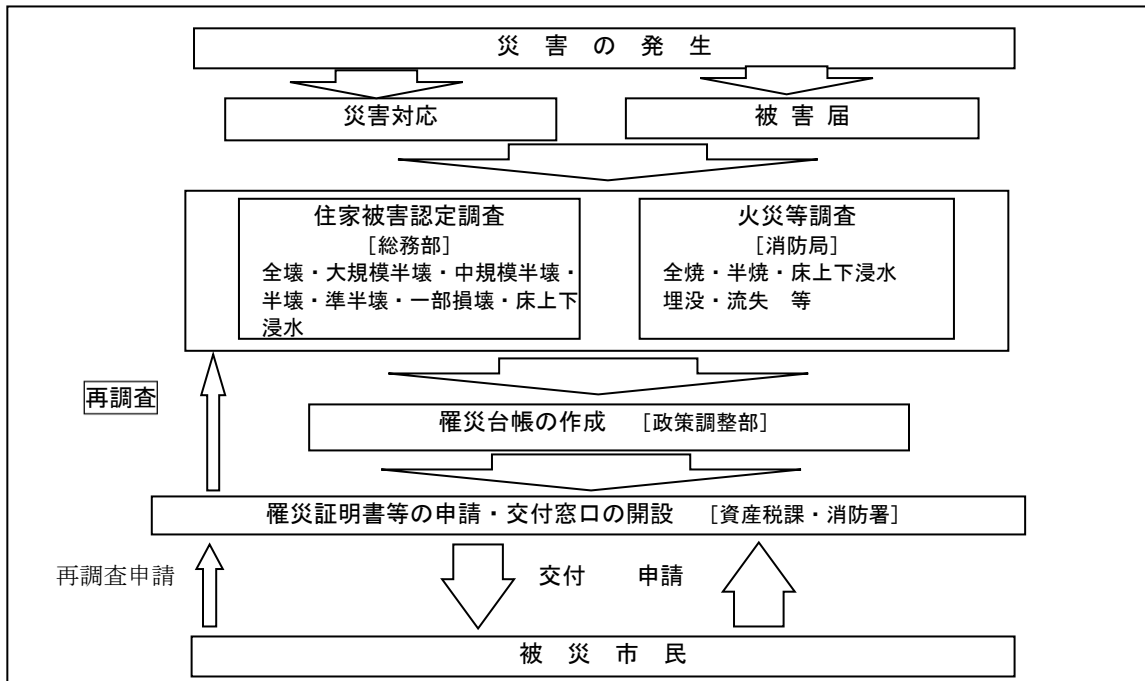 災 害 の 発 生
災害対応
被 害 届
住家被害認定調査
［総務部］
全壊・大規模半壊・中規模半壊・
半壊・準半壊・一部損壊・床上下
浸水
火災等調査
［消防局］
全焼・半焼・床上下浸水
埋没・流失 等
再調査
罹災台帳の作成 ［政策調整部］
罹災証明書等の申請・交付窓口の開設 ［資産税課・消防署］
再調査申請
交付 申請
被 災 市 民